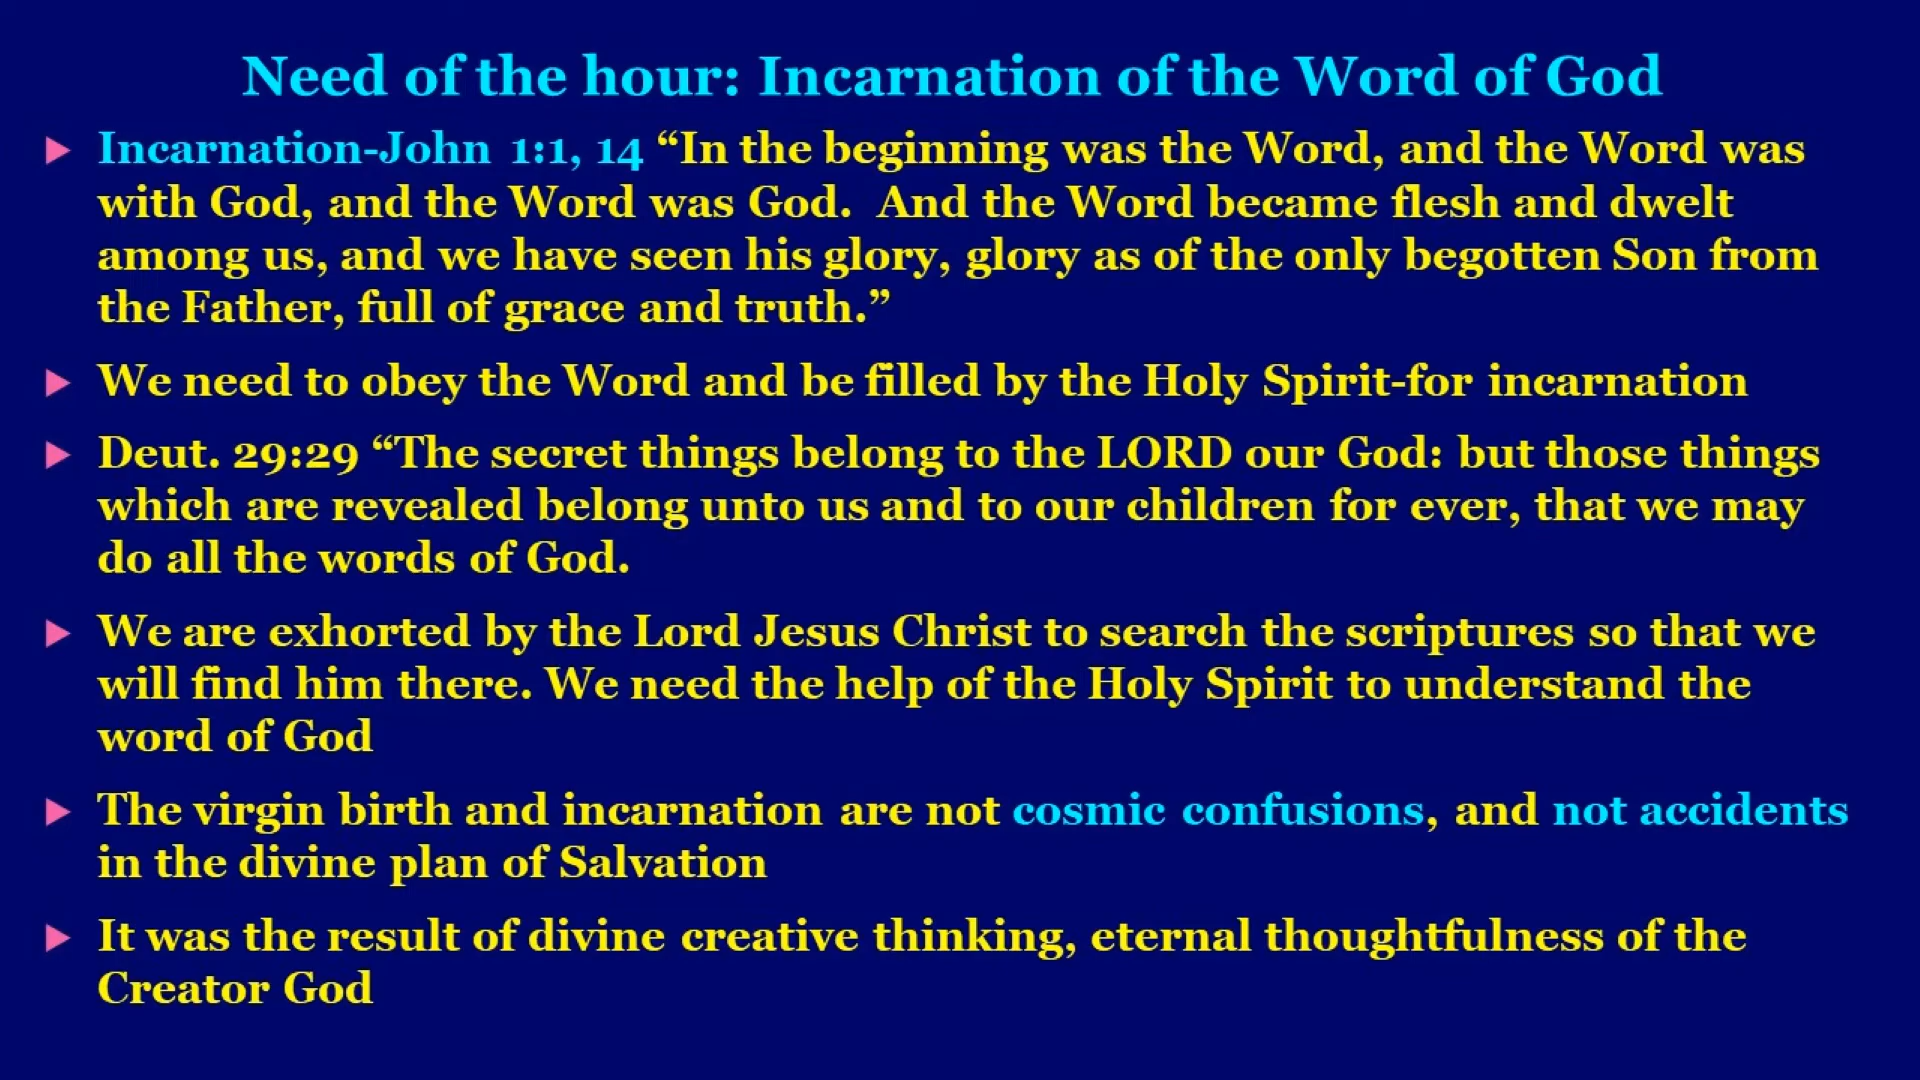 Need of the hour: Incarnation of the Word of God
Incarnation-John 1:1, 14 “In the beginning was the Word, and the Word was
with God, and the Word was God.  And the Word became flesh and dwelt
among us, and we have seen his glory, glory as of the only begotten Son from
the Father, full of grace and truth.”
We need to obey the Word and be filled by the Holy Spirit-for incarnation
Deut. 29:29 “The secret things belong to the LORD our God: but those things
which are revealed belong unto us and to our children for ever, that we may
do all the words of God.
We are exhorted by the Lord Jesus Christ to search the scriptures so that we
will find him there. We need the help of the Holy Spirit to understand the
word of God
The virgin birth and incarnation are not cosmic confusions, and not accidents
in the divine plan of Salvation
It was the result of divine creative thinking, eternal thoughtfulness of the
Creator God